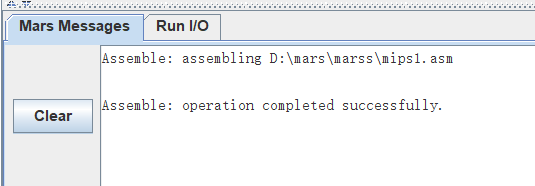 Mars Messages Run I/O
Assemble: assembling D:\mars\marss\mips1.asm
Assemble: operation completed successfully.
Clear